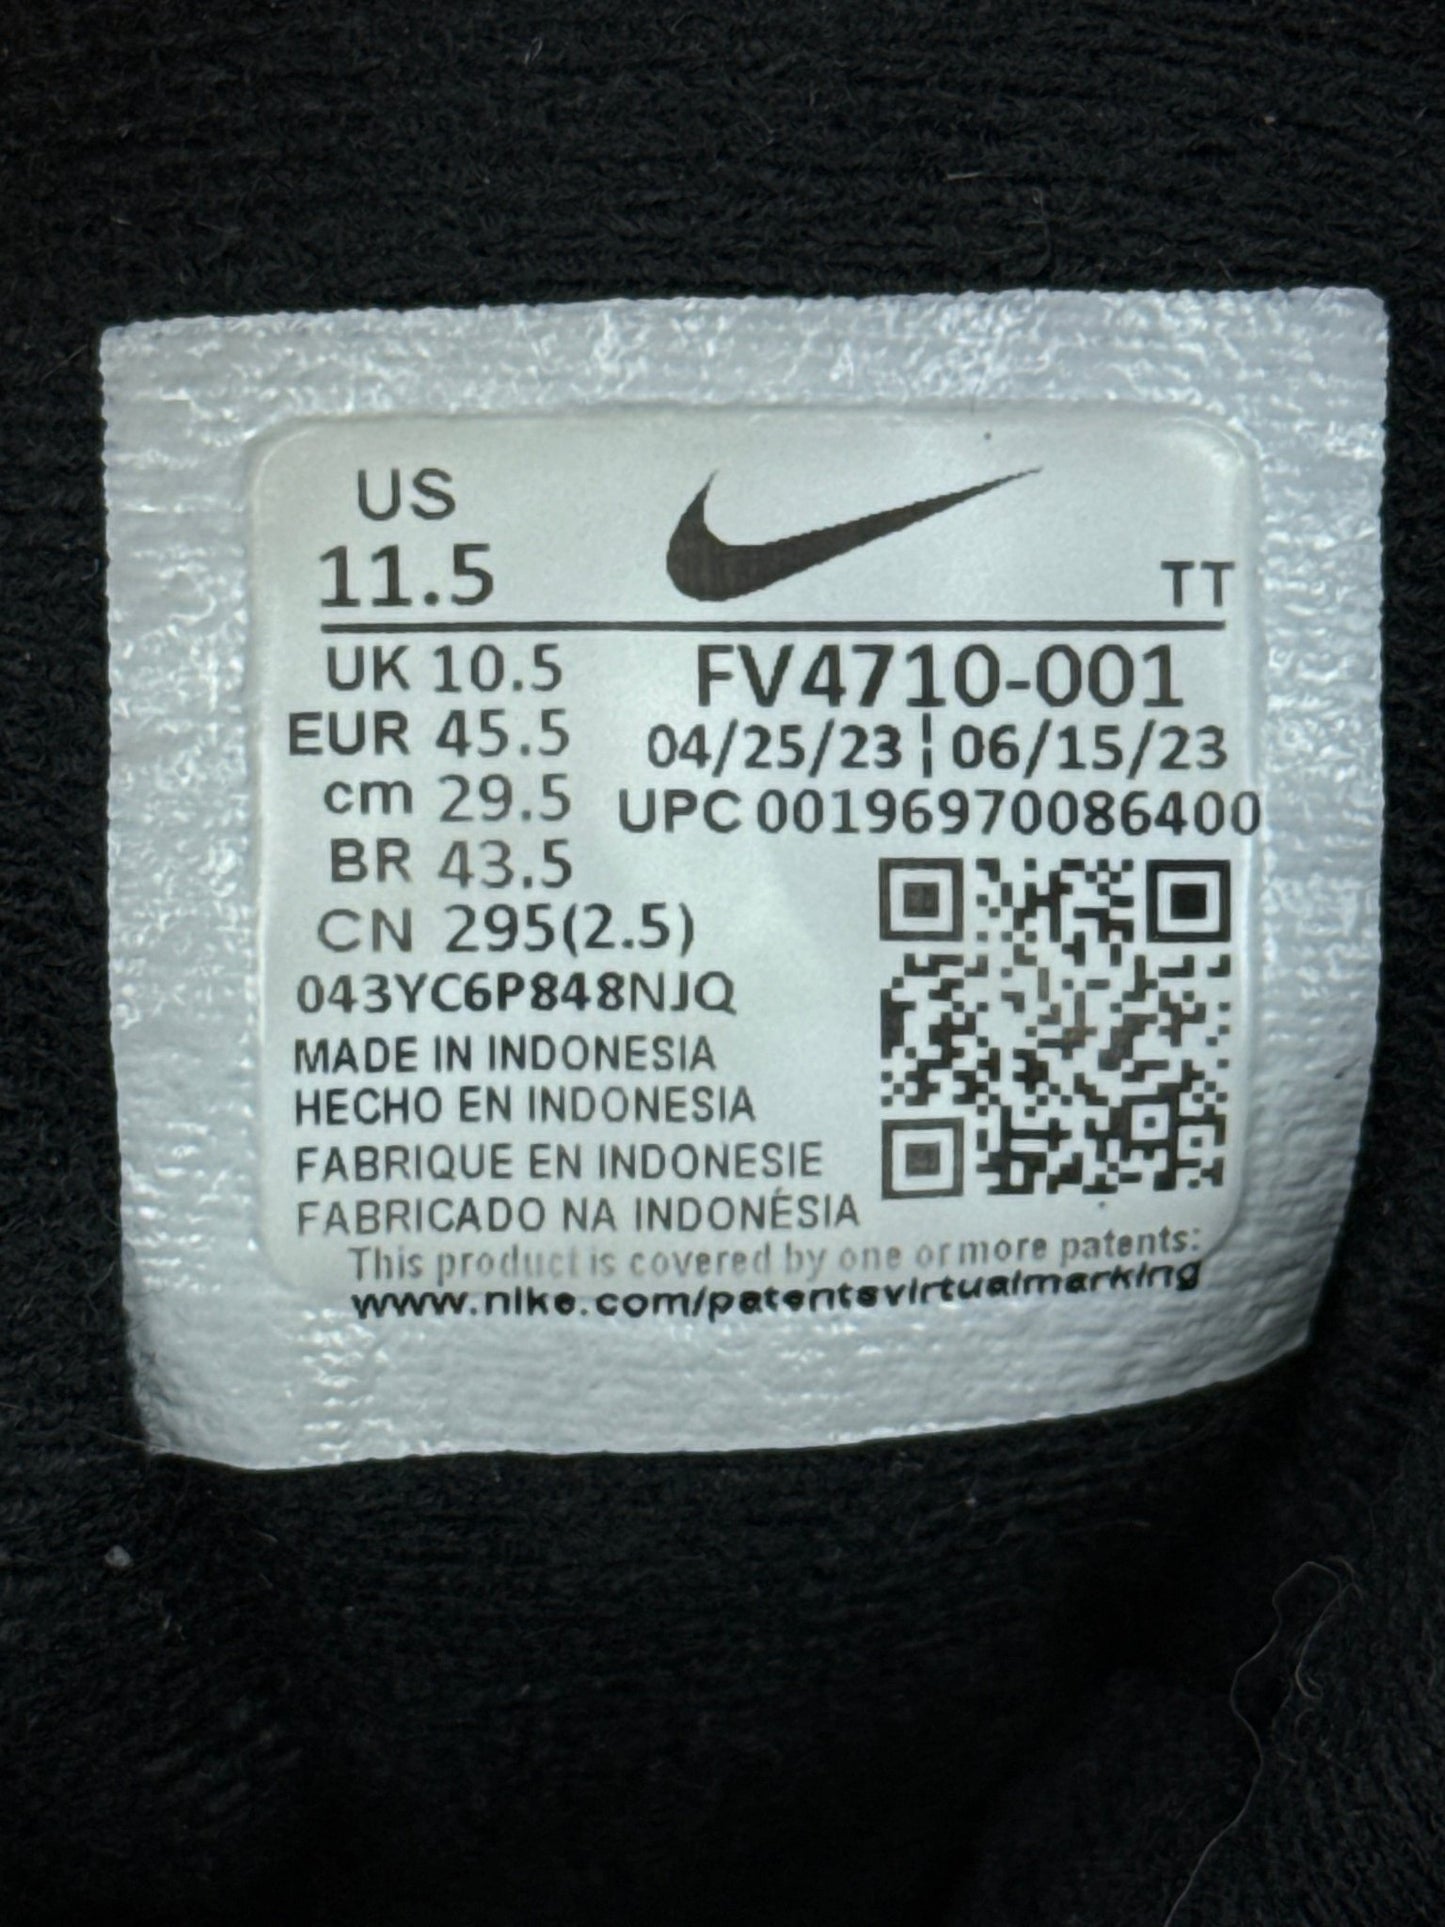 US
11.5
TT
UK 10.5
FV4710-001
EUR 45.5
04/25/23 ¦ 06/15/23
cm 29.5
UPC 00196970086400
BR 43.5
CN 295(2.5)
043YC6P848NJQ
MADE IN INDONESIA
HECHO EN INDONESIA
FABRIQUE EN INDONESIE
FABRICADO NA INDONÉSIA
This product is covered by one or more patents:
www.nike.com/patentsvirtualmarking